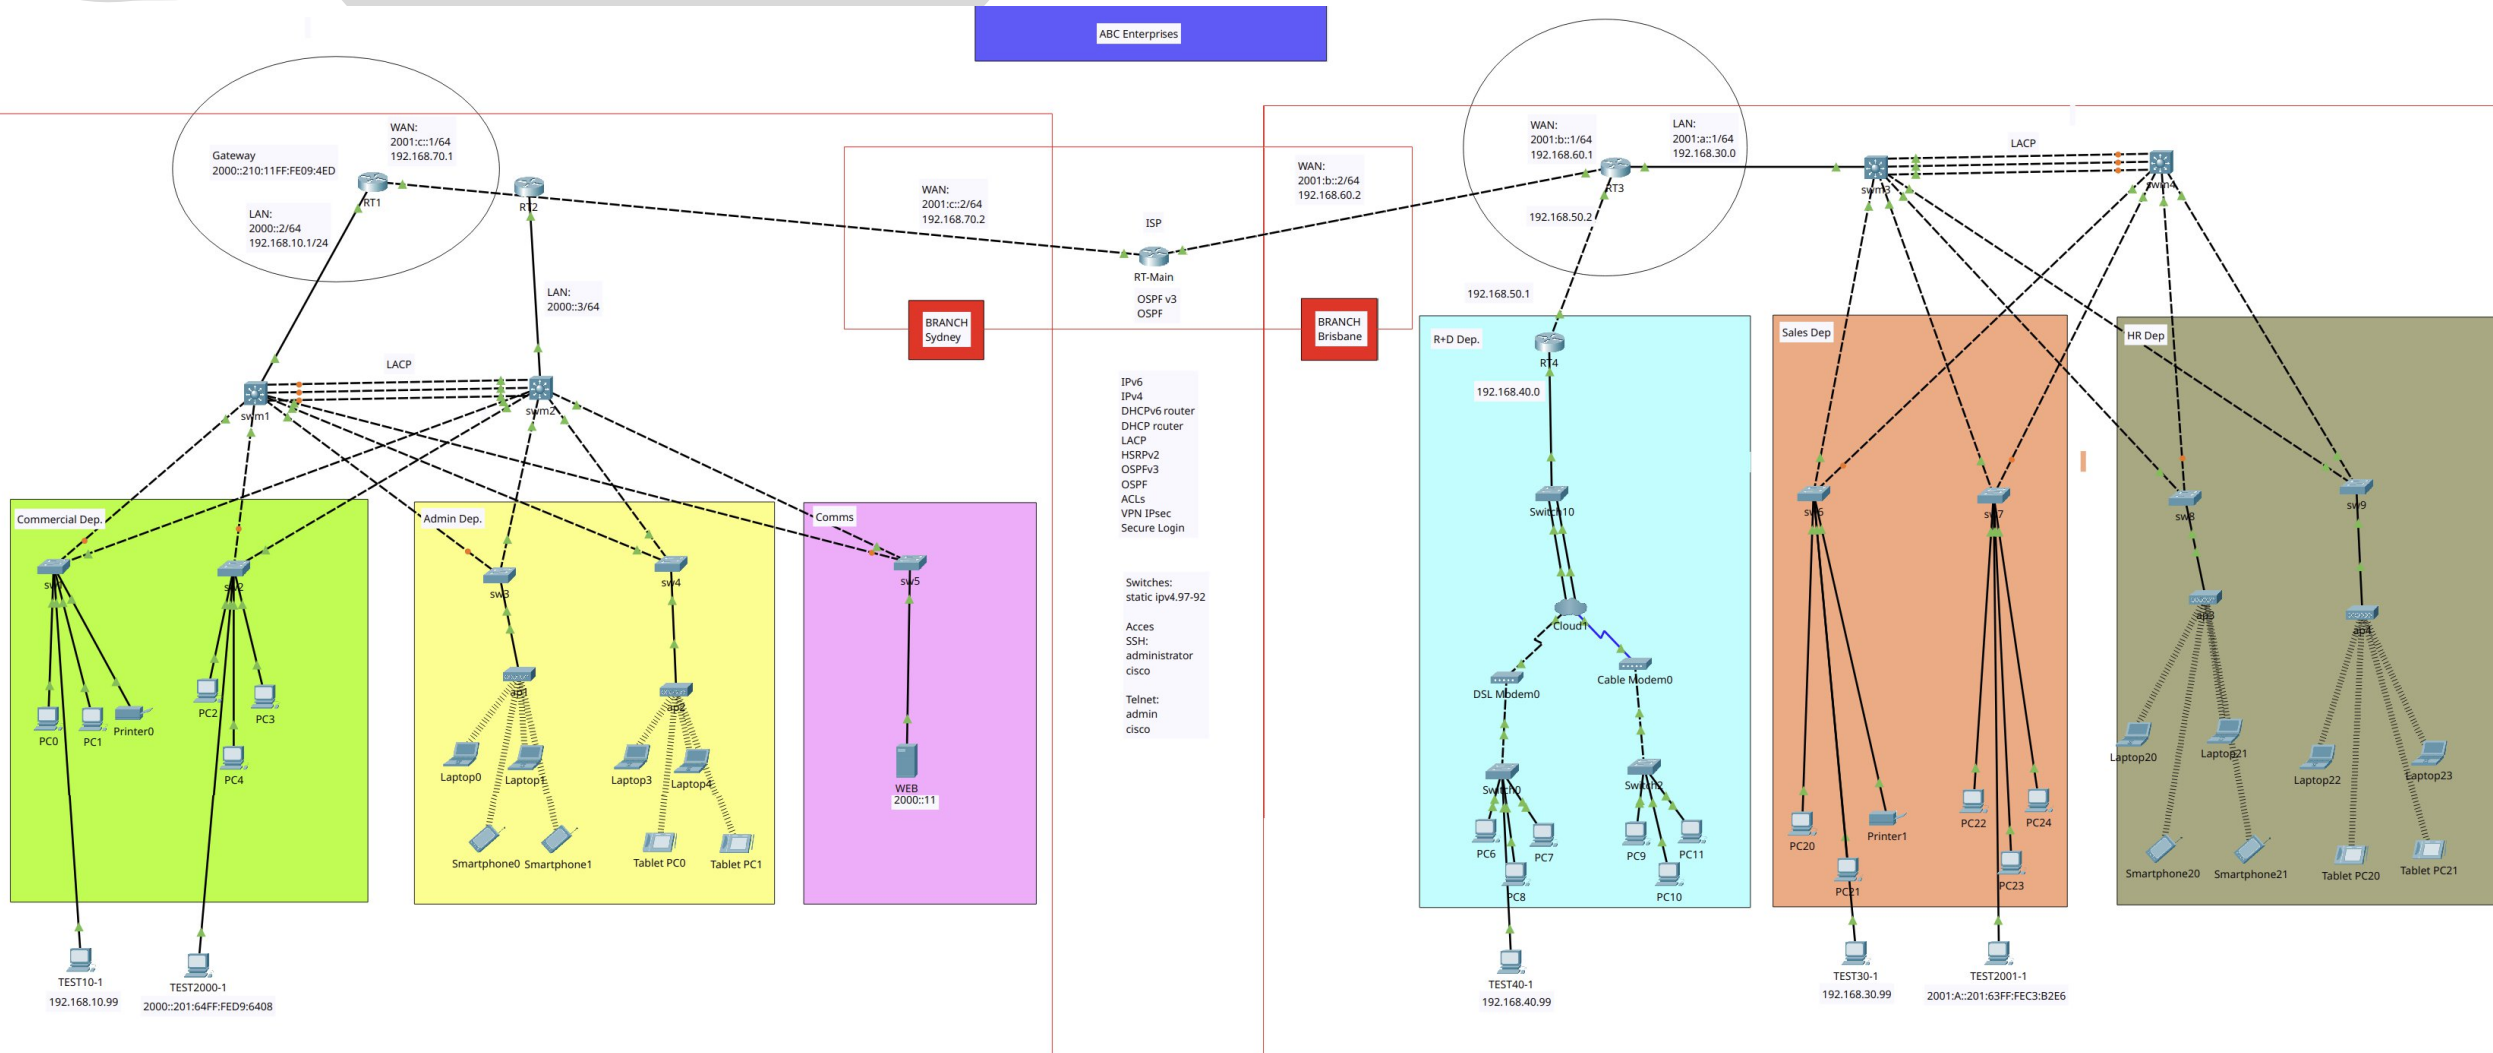 ABC Enterprises
WAN:
2001:c::1/64
192.168.70.1
Gateway
2000::210:11FF:FE09:4ED
RT1
RT2
LAN:
2000::2/64
192.168.10.1/24
LAN:
2000::3/64
LACP
swm1
swm2
WAN:
2001:c::2/64
192.168.70.2
ISP
RT-Main
OSPF v3
OSPF
WAN:
2001:b::2/64
192.168.60.2
BRANCH
Sydney
BRANCH
Brisbane
WAN:
2001:b::1/64
192.168.60.1
LAN:
2001:a::1/64
192.168.30.0
RT3
192.168.50.2
LACP
swm3
swm4
192.168.50.1
IPv6
IPv4
DHCPv6 router
DHCP router
LACP
HSRPv2
OSPFv3
OSPF
ACLs
VPN IPsec
Secure Login
Switches:
static ipv4.97-92
Acces
SSH:
administrator
cisco
Telnet:
admin
cisco
Commercial Dep.
sw2
PC0
PC1
Printer0
PC2
PC3
PC4
TEST10-1
192.168.10.99
TEST2000-1
2000::201:64FF:FED9:6408
Admin Dep.
sw3
sw4
ap1
ap2
Laptop0
Laptop1
Laptop3
Laptop4
Smartphone0
Smartphone1
Tablet PC0
Tablet PC1
Comms
sw5
WEB
2000::11
R+D Dep.
RT4
192.168.40.0
Switch10
Cloud1
DSL Modem0
Cable Modem0
Switch0
Switch2
PC6
PC7
PC8
PC9
PC11
PC10
TEST40-1
192.168.40.99
Sales Dep
sw6
sw7
PC20
Printer1
PC21
PC22
PC24
PC23
TEST30-1
192.168.30.99
TEST2001-1
2001:A::201:63FF:FEC3:B2E6
HR Dep
sw8
sw9
ap3
ap4
Laptop20
Laptop21
Laptop22
Laptop23
Smartphone20
Smartphone21
Tablet PC20
Tablet PC21